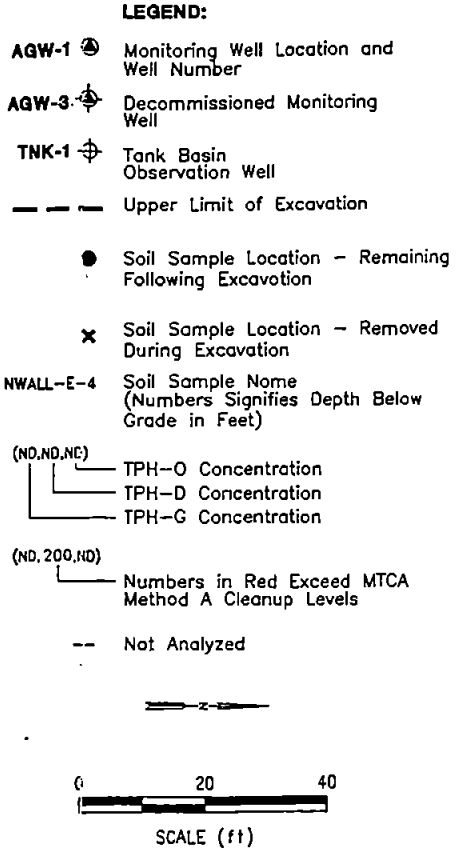 LEGEND:
AGW-1 Monitoring Well Location and
Well Number
AGW-3 Decommissioned Monitoring
Well
TNK-1 Tank Basin
Observation Well
Upper Limit of Excavation
Soil Sample Location - Remaining
Following Excavation
Soil Sample Location - Removed
During Excavation
NWALL-E-4 Soil Sample Name
(Numbers Signifies Depth Below
Grade in Feet)
(ND,ND,ND)
TPH-O Concentration
TPH-D Concentration
TPH-G Concentration
(ND,200,ND)
Numbers in Red Exceed MTCA
Method A Cleanup Levels
-- Not Analyzed
Z
0 20 40
SCALE (ft)